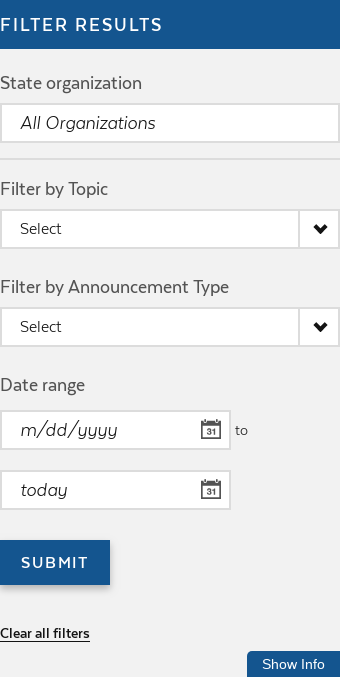 FILTER RESULTS
State organization
All Organizations
Filter by Topic
Select
Filter by Announcement Type
Select
Date range
m/dd/yyyy 31 to
today 31
SUBMIT
Clear all filters
Show Info